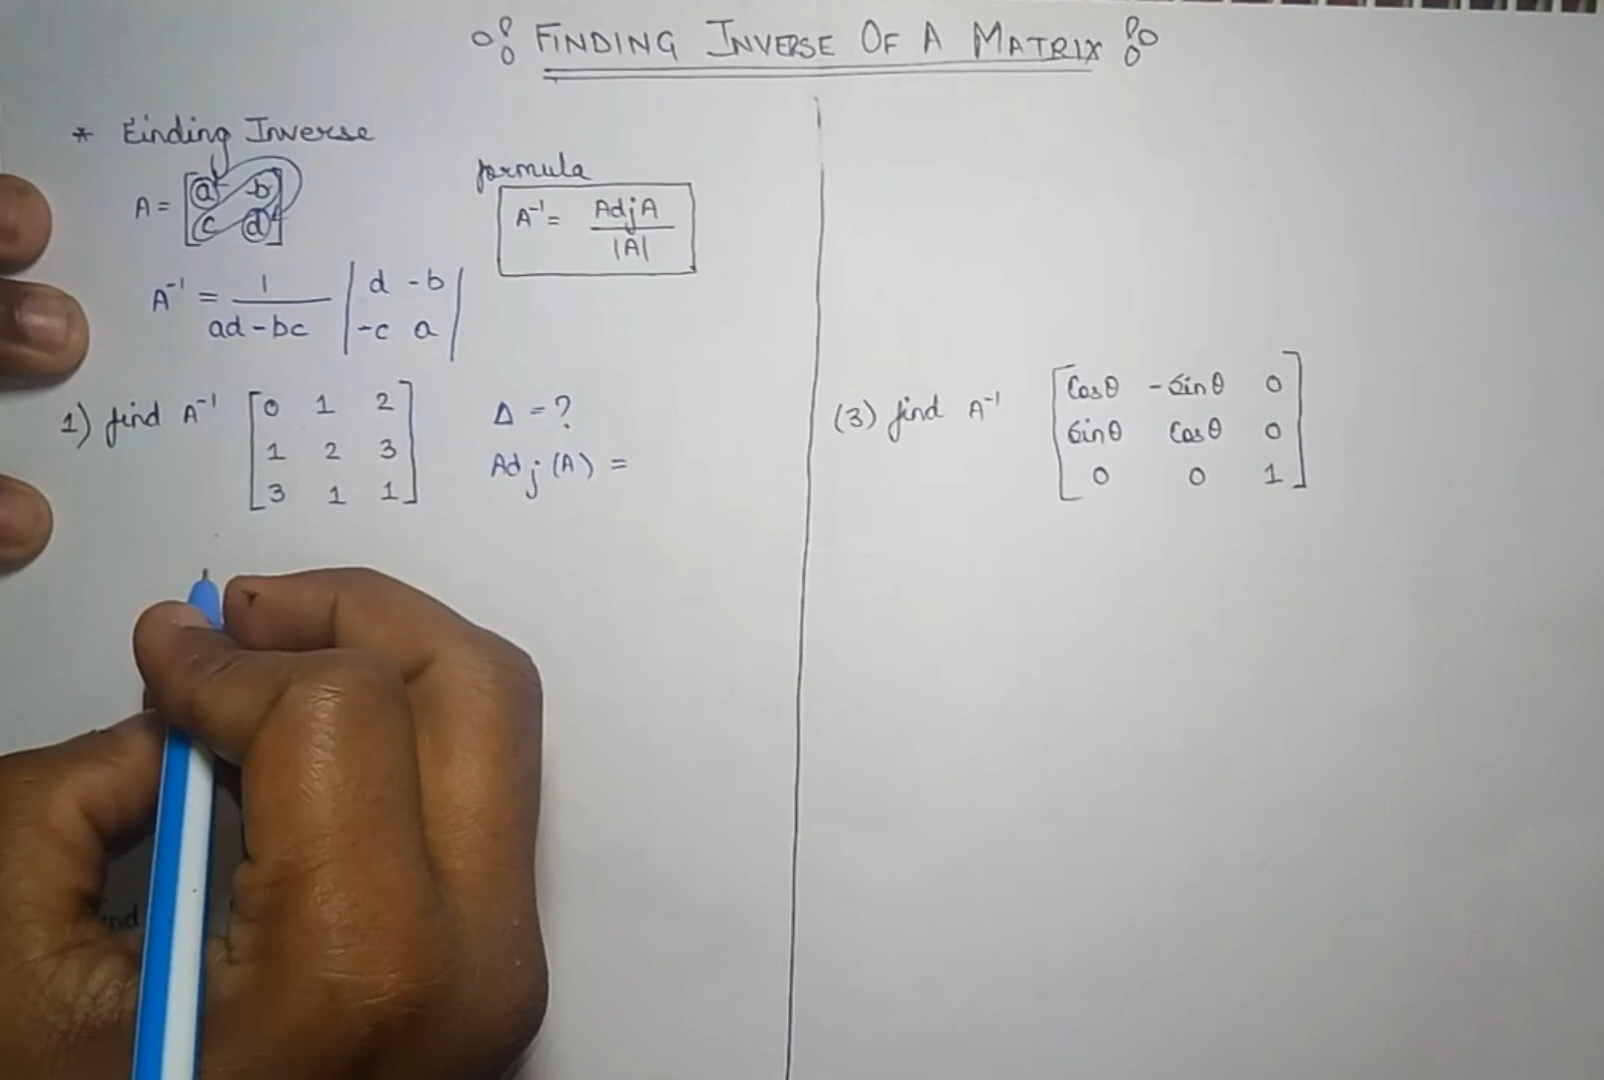 FINDING INVERSE OF A MATRIX
* Finding Inverse
A = [a b
c d]
formula
A⁻¹ = Adj A / |A|
A⁻¹ = 1 / ad - bc | d -b
-c a |
1) find A⁻¹ [0 1 2
1 2 3
3 1 1]
Δ = ?
Adj (A) =
(3) find A⁻¹ [Cosθ -Sinθ 0
Sinθ Cosθ 0
0 0 1]